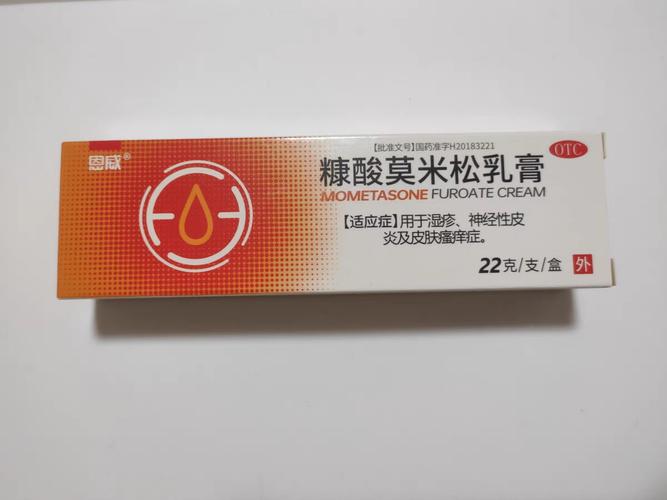 恩威®
【批准文号】国药准字H20183221
OTC
糠酸莫米松乳膏
MOMETASONE FUROATE CREAM
【适应症】用于湿疹、神经性皮
炎及皮肤瘙痒症。
22克/支/盒
外